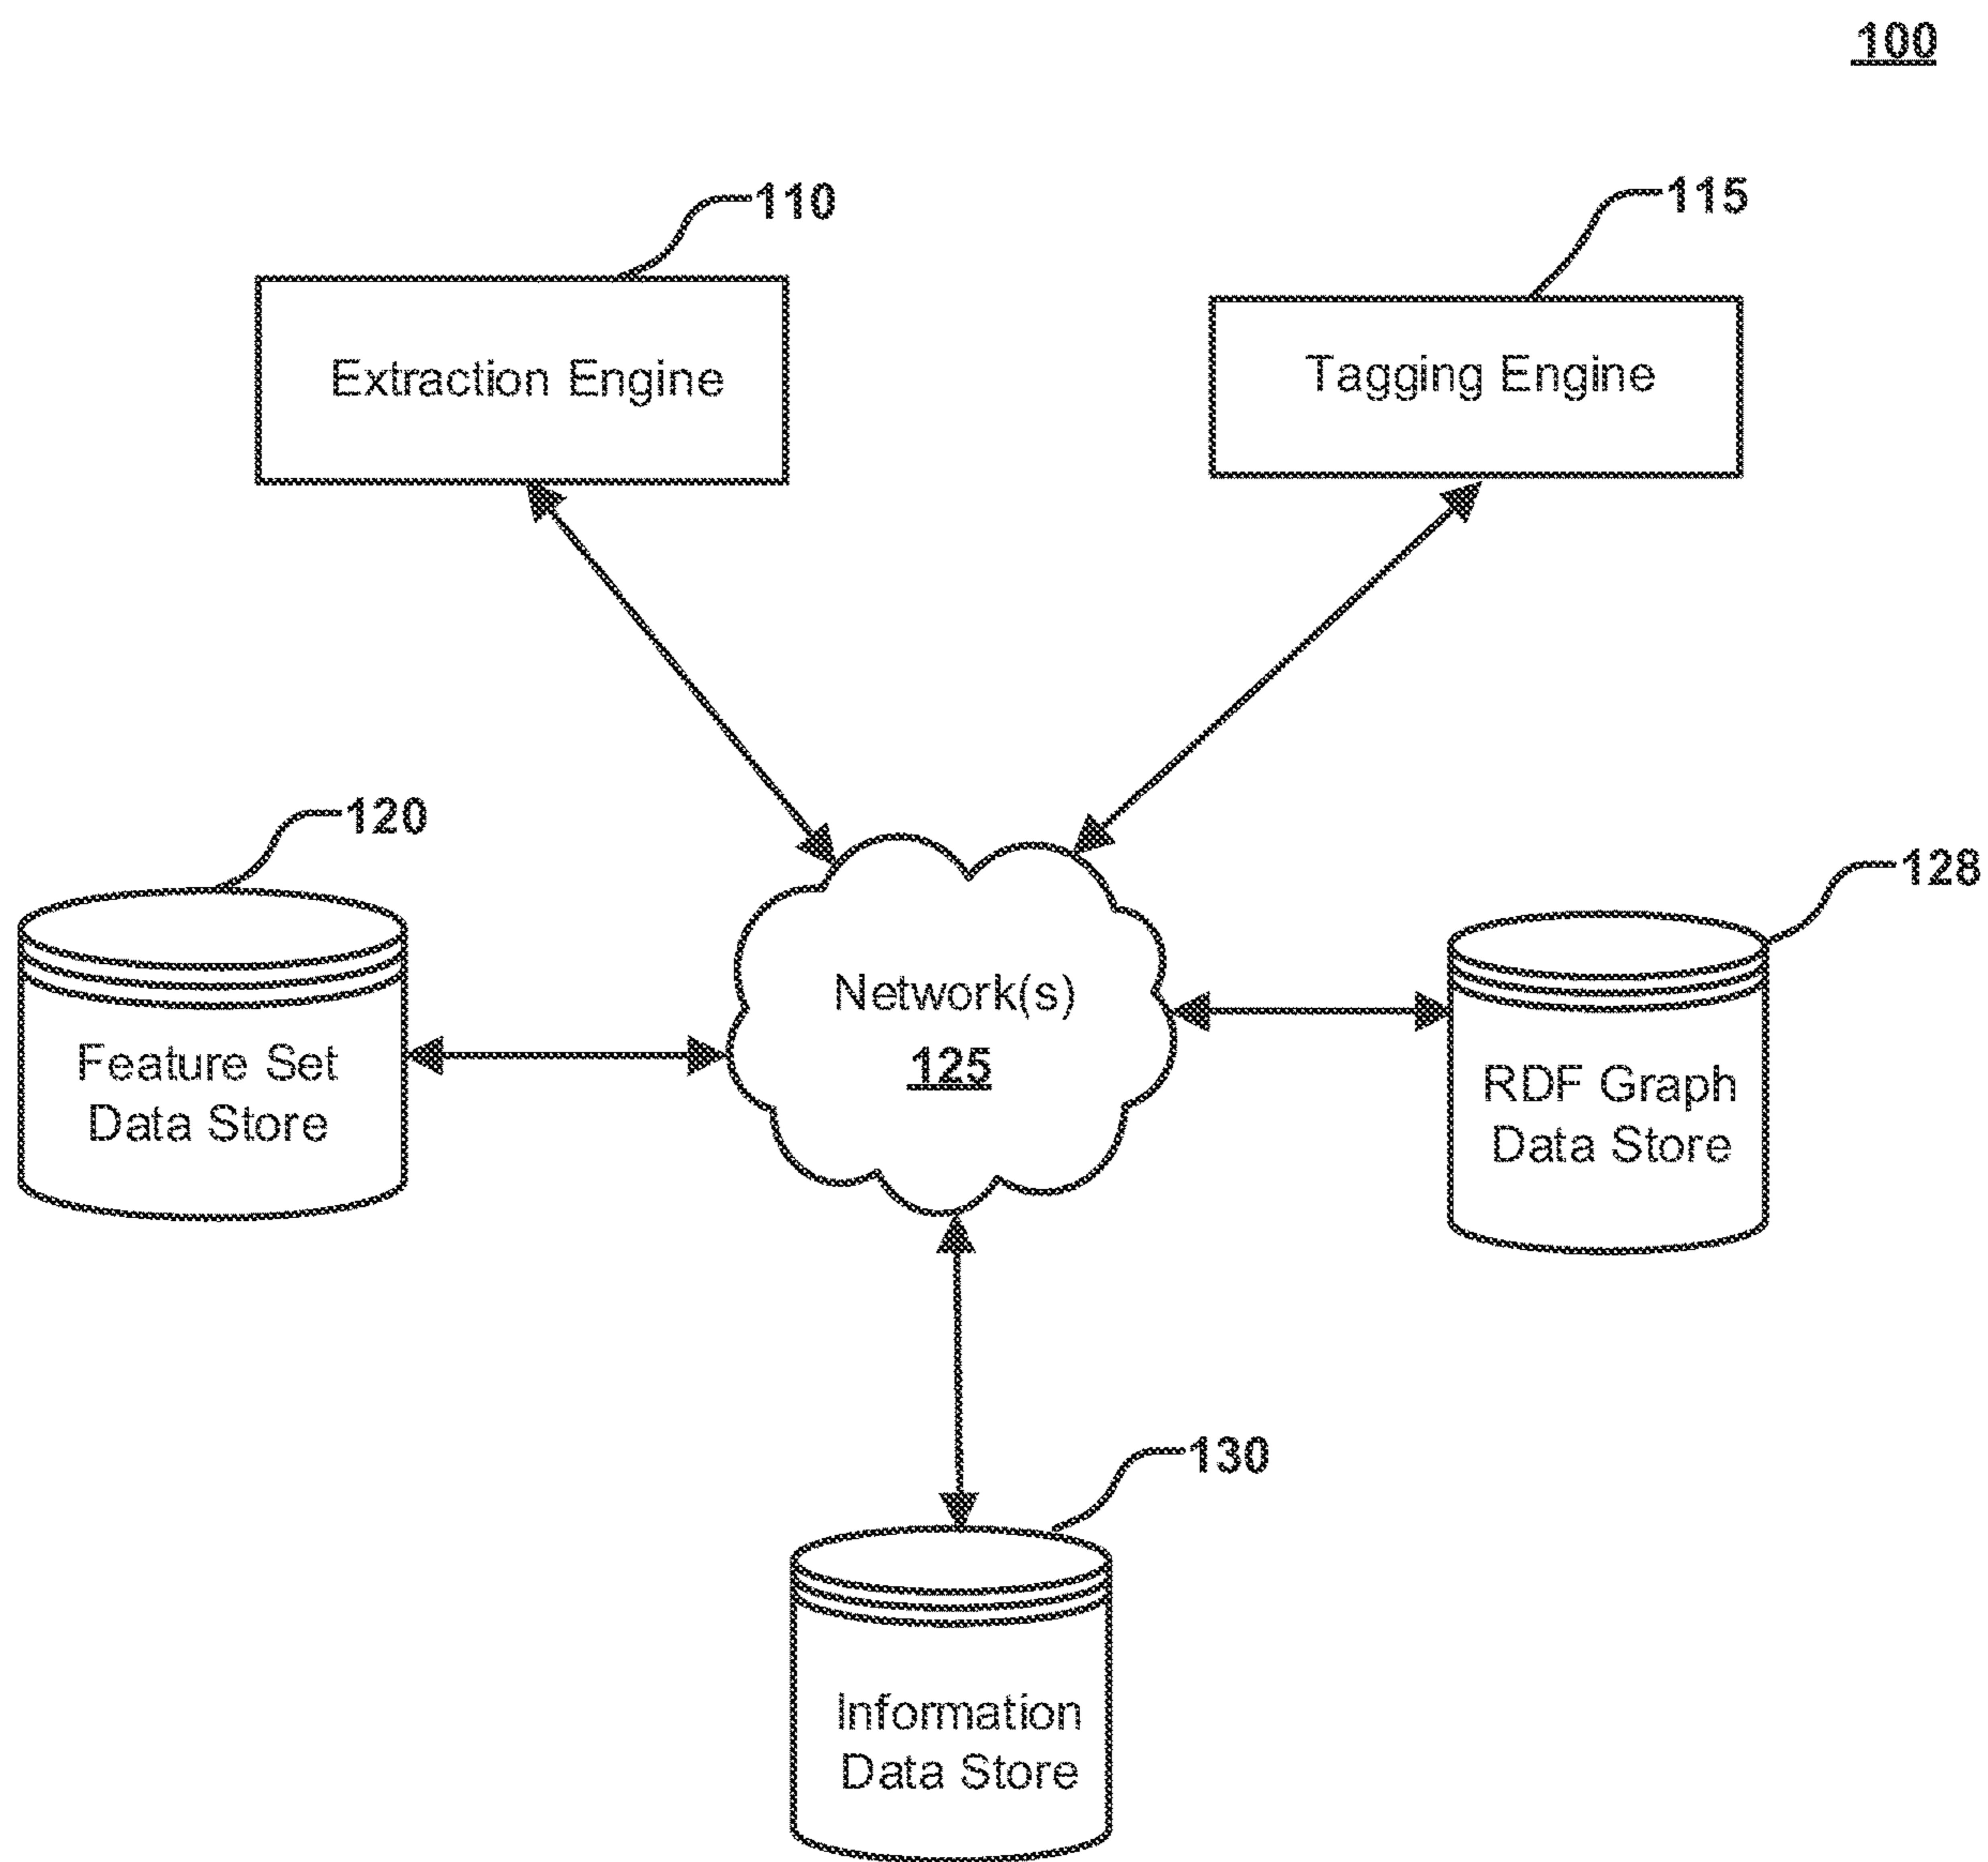 100
110
115
Extraction Engine
Tagging Engine
120
128
Network(s)
125
Feature Set
Data Store
RDF Graph
Data Store
130
Information
Data Store